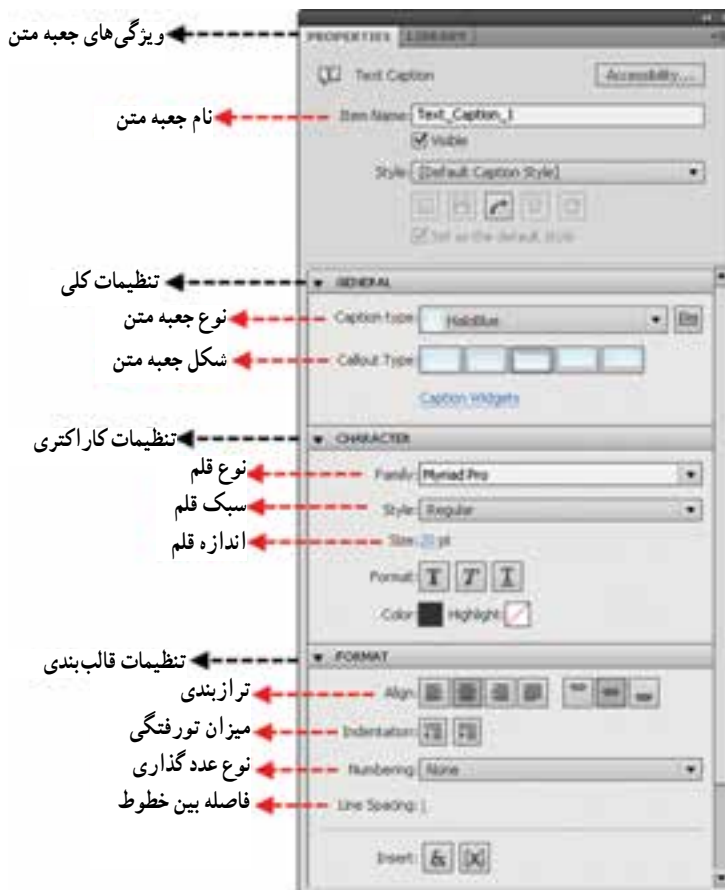 ویژگی‌های جعبه متن
PROPERTIES LIBRARY
Text Caption Accessibility...
نام جعبه متن
Item Name: Text_Caption_1
Visible
Style: [Default Caption Style]
Set as the default style
تنظیمات کلی
GENERAL
نوع جعبه متن
Caption type: HaloBlue
شکل جعبه متن
Callout Type:
Caption Widgets
تنظیمات کاراکتری
CHARACTER
نوع قلم
Family: Myriad Pro
سبک قلم
Style: Regular
اندازه قلم
Size: 20 pt
Format: T T T
Color: Highlight:
تنظیمات قالب‌بندی
FORMAT
ترازبندی
Align:
میزان تورفتگی
Indentation:
نوع عدد گذاری
Numbering: None
فاصله بین خطوط
Line Spacing:
Insert: